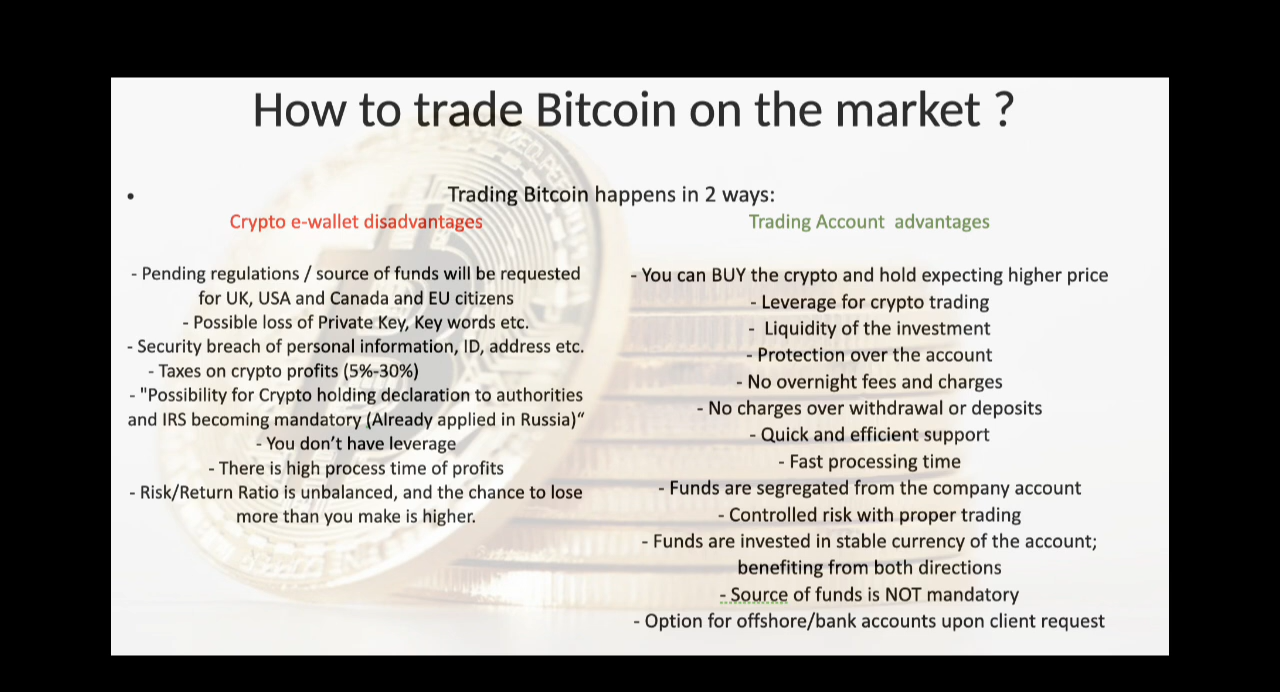 How to trade Bitcoin on the market ?
• Trading Bitcoin happens in 2 ways:
Crypto e-wallet disadvantages
- Pending regulations / source of funds will be requested
for UK, USA and Canada and EU citizens
- Possible loss of Private Key, Key words etc.
- Security breach of personal information, ID, address etc.
- Taxes on crypto profits (5%-30%)
- "Possibility for Crypto holding declaration to authorities
and IRS becoming mandatory (Already applied in Russia)“
- You don’t have leverage
- There is high process time of profits
- Risk/Return Ratio is unbalanced, and the chance to lose
more than you make is higher.
Trading Account advantages
- You can BUY the crypto and hold expecting higher price
- Leverage for crypto trading
- Liquidity of the investment
- Protection over the account
- No overnight fees and charges
- No charges over withdrawal or deposits
- Quick and efficient support
- Fast processing time
- Funds are segregated from the company account
- Controlled risk with proper trading
- Funds are invested in stable currency of the account;
benefiting from both directions
- Source of funds is NOT mandatory
- Option for offshore/bank accounts upon client request